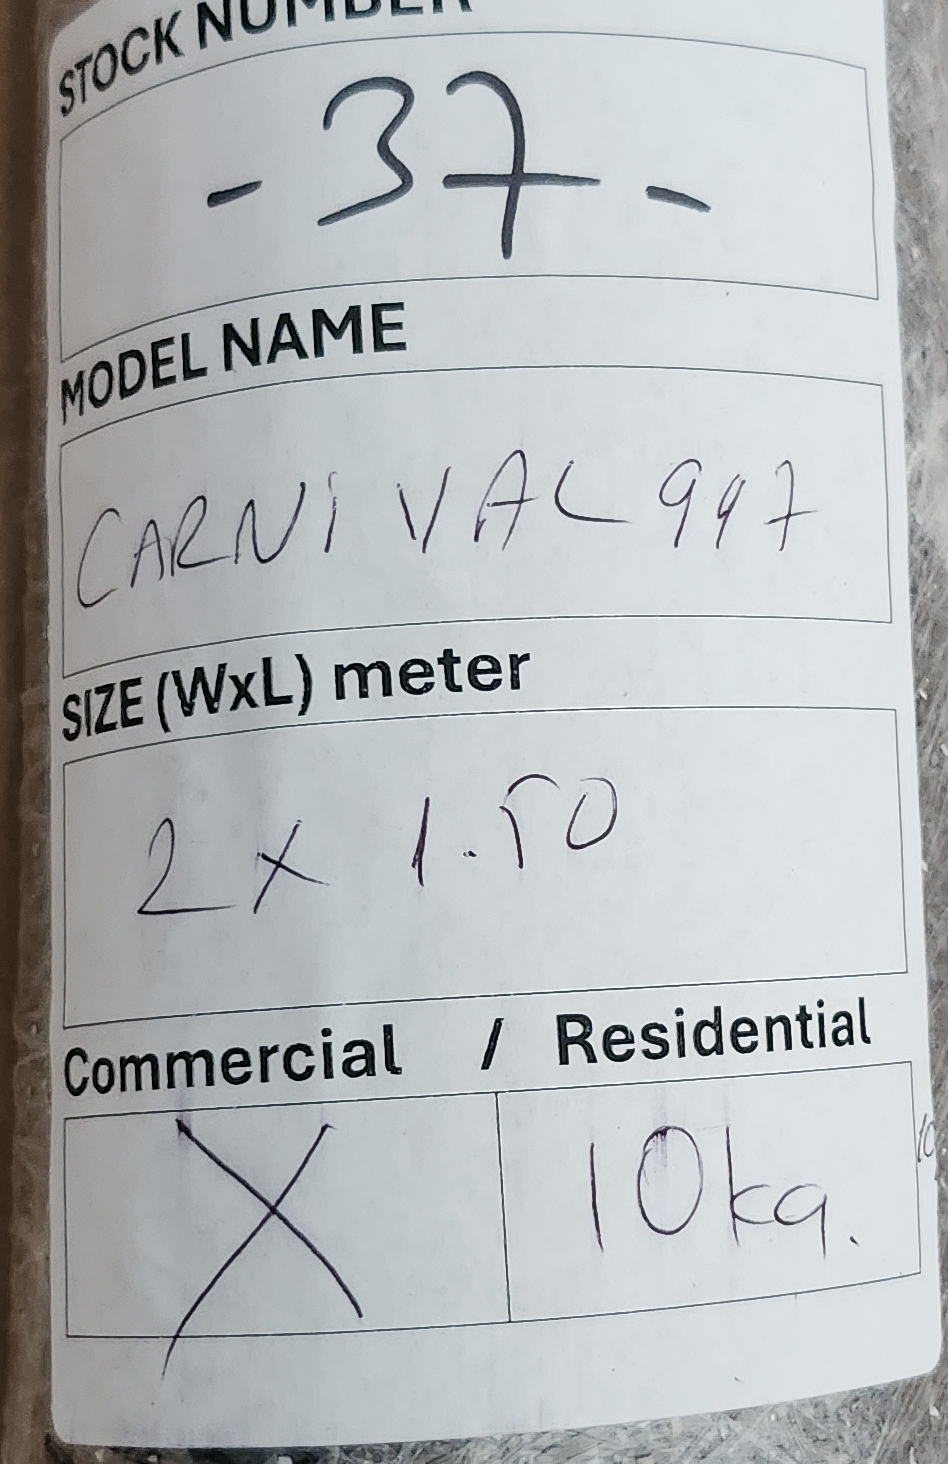 STOCK NUMBER
- 37 -
MODEL NAME
CARNiVAL 997
SIZE (WxL) meter
2 x 1.50
Commercial / Residential
X 10kg.